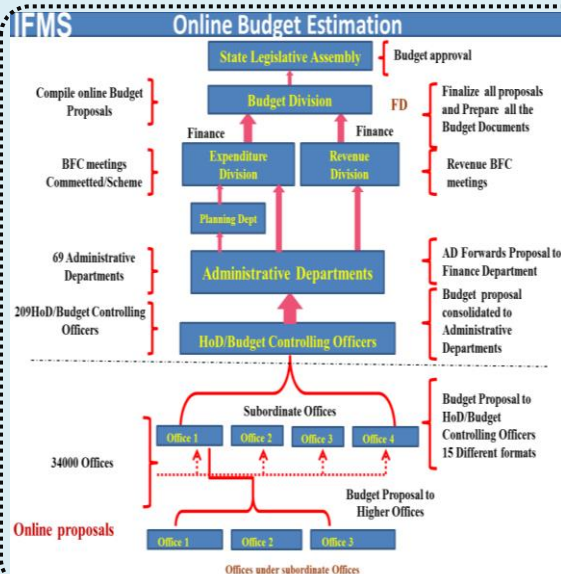 IFMS
Online Budget Estimation
State Legislative Assembly
Budget approval
Compile online Budget
Proposals
Budget Division
FD
Finalize all proposals
and Prepare all the
Budget Documents
Finance
Finance
BFC meetings
Commeetted/Scheme
Expenditure
Division
Revenue
Division
Revenue BFC
meetings
Planning Dept
69 Administrative
Departments
Administrative Departments
AD Forwards Proposal to
Finance Department
209HoD/Budget Controlling
Officers
HoD/Budget Controlling Officers
Budget proposal
consolidated to
Administrative
Departments
Subordinate Offices
Budget Proposal to
HoD/Budget
Controlling Officers
15 Different formats
Office 1
Office 2
Office 3
Office 4
34000 Offices
Budget Proposal to
Higher Offices
Online proposals
Office 1
Office 2
Office 3
Offices under subordinate Offices